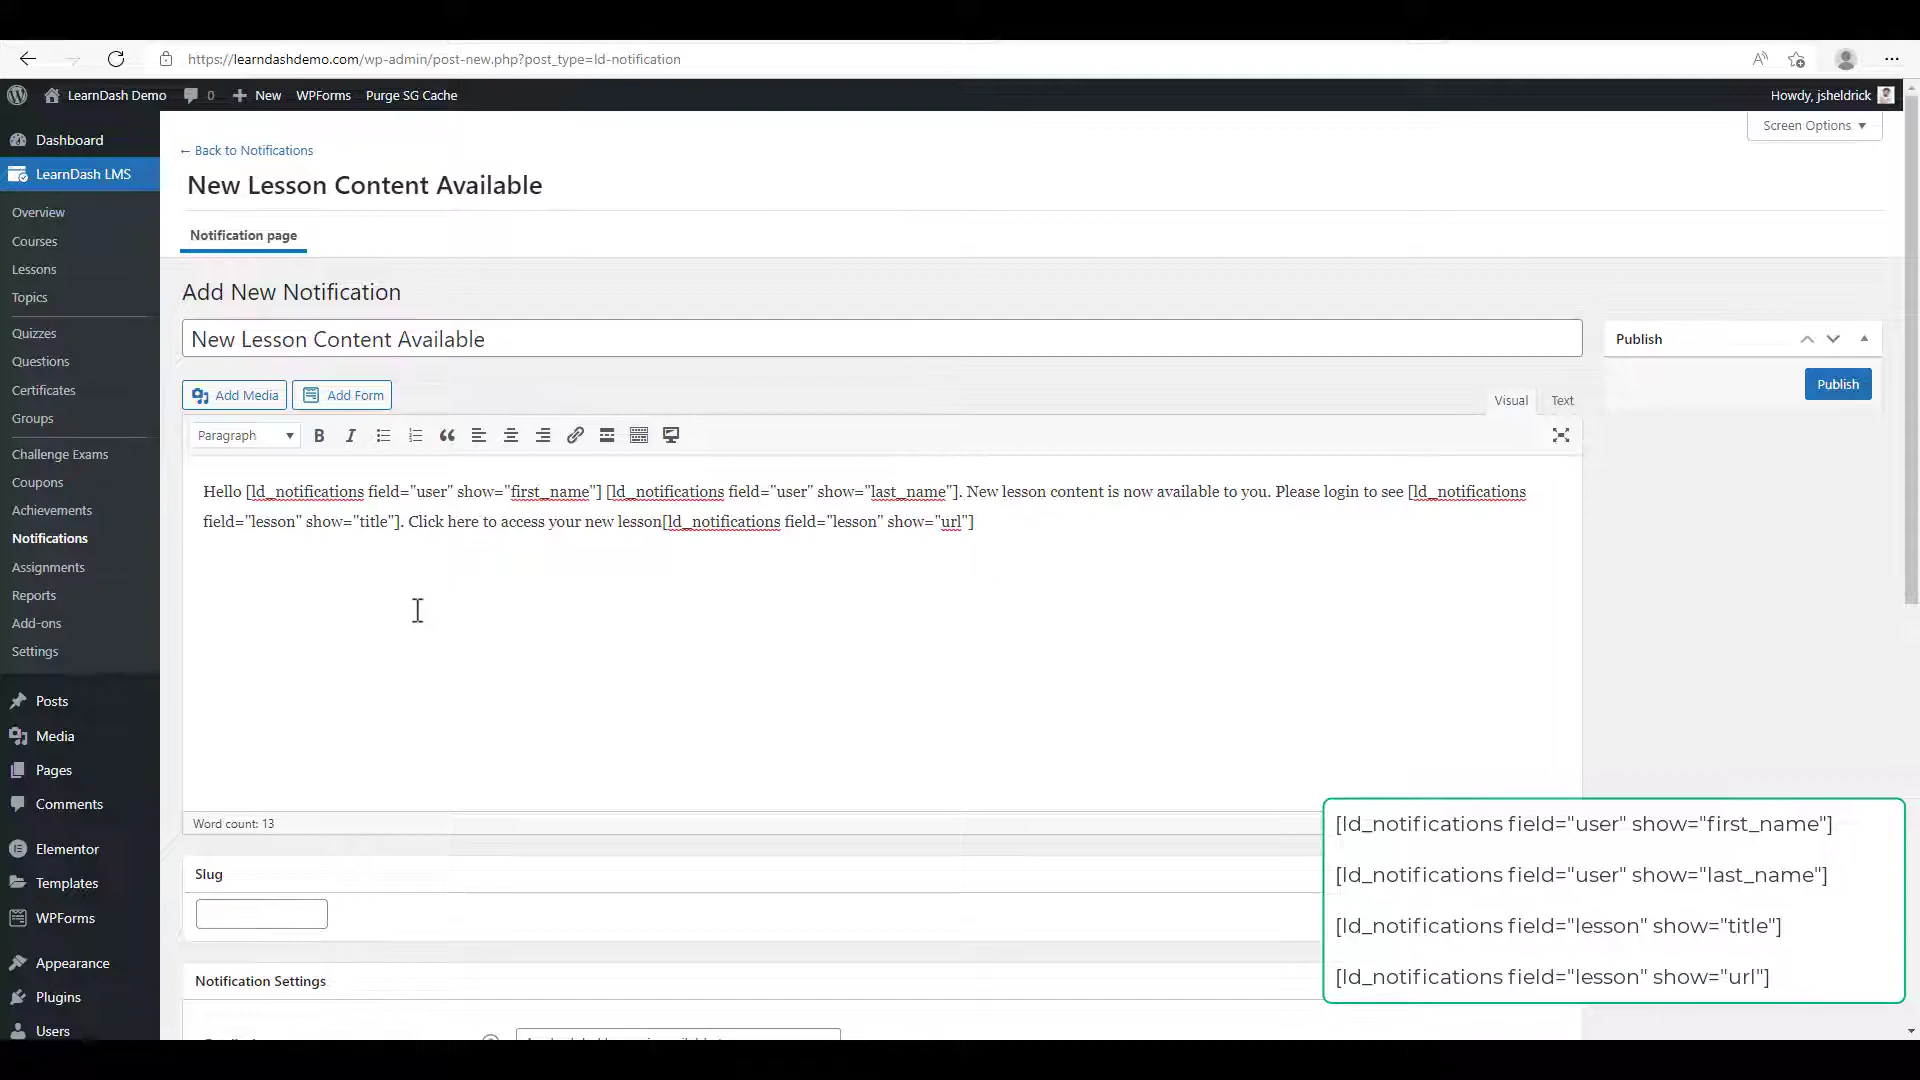 https://learndashdemo.com/wp-admin/post-new.php?post_type=ld-notification
LearnDash Demo 0 New WPForms Purge SG Cache Howdy, jsheldrick
Screen Options
Dashboard
LearnDash LMS
Overview
Courses
Lessons
Topics
Quizzes
Questions
Certificates
Groups
Challenge Exams
Coupons
Achievements
Notifications
Assignments
Reports
Add-ons
Settings
Posts
Media
Pages
Comments
Elementor
Templates
WPForms
Appearance
Plugins
Users
← Back to Notifications
New Lesson Content Available
Notification page
Add New Notification
New Lesson Content Available
Add Media Add Form
Visual Text
Paragraph
Hello [ld_notifications field="user" show="first_name"] [ld_notifications field="user" show="last_name"]. New lesson content is now available to you. Please login to see [ld_notifications
field="lesson" show="title"]. Click here to access your new lesson[ld_notifications field="lesson" show="url"]
Word count: 13
Slug
Notification Settings
Publish
Publish
[ld_notifications field="user" show="first_name"]
[ld_notifications field="user" show="last_name"]
[ld_notifications field="lesson" show="title"]
[ld_notifications field="lesson" show="url"]